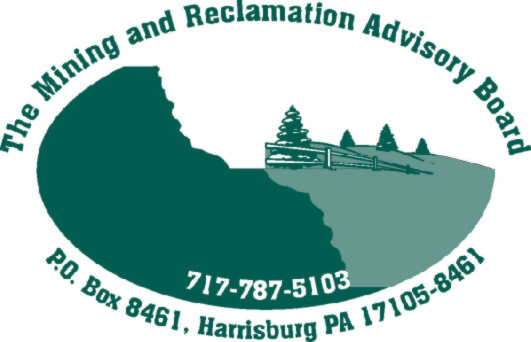 The Mining and Reclamation Advisory Board
717-787-5103
P.O. Box 8461, Harrisburg PA 17105-8461